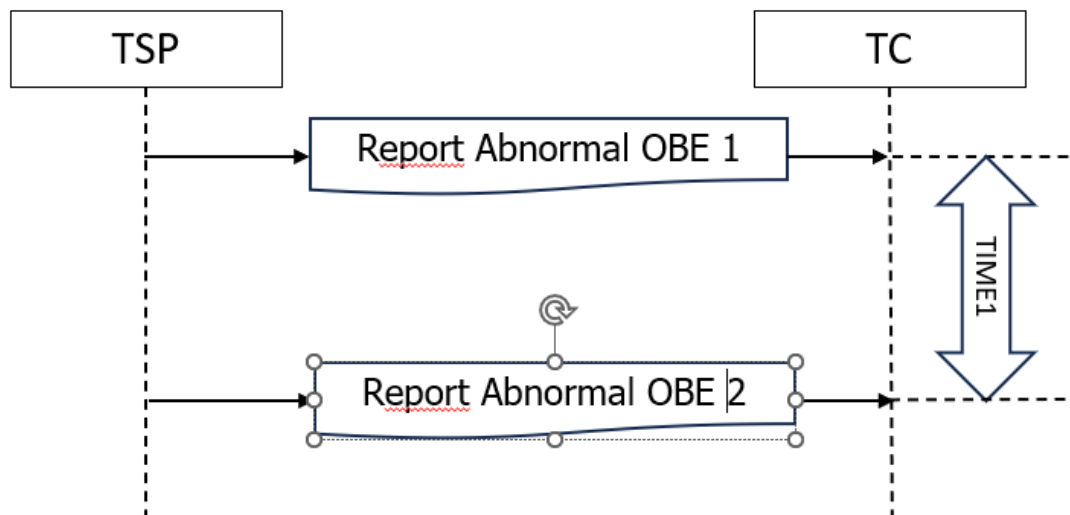 TSP
TC
Report Abnormal OBE 1
TIME1
Report Abnormal OBE 2